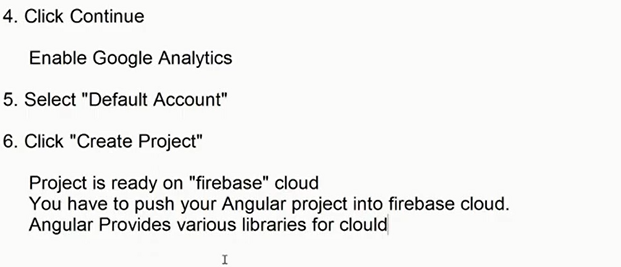 4. Click Continue
Enable Google Analytics
5. Select "Default Account"
6. Click "Create Project"
Project is ready on "firebase" cloud
You have to push your Angular project into firebase cloud.
Angular Provides various libraries for clould